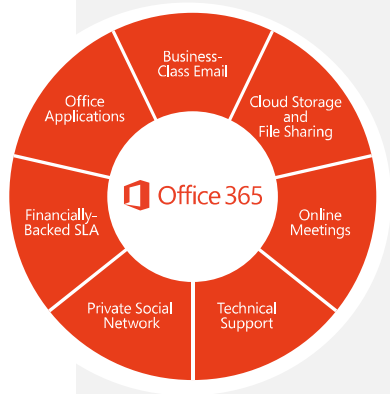 Business-
Class Email
Cloud Storage
and
File Sharing
Online
Meetings
Technical
Support
Private Social
Network
Financially-
Backed SLA
Office
Applications
Office 365